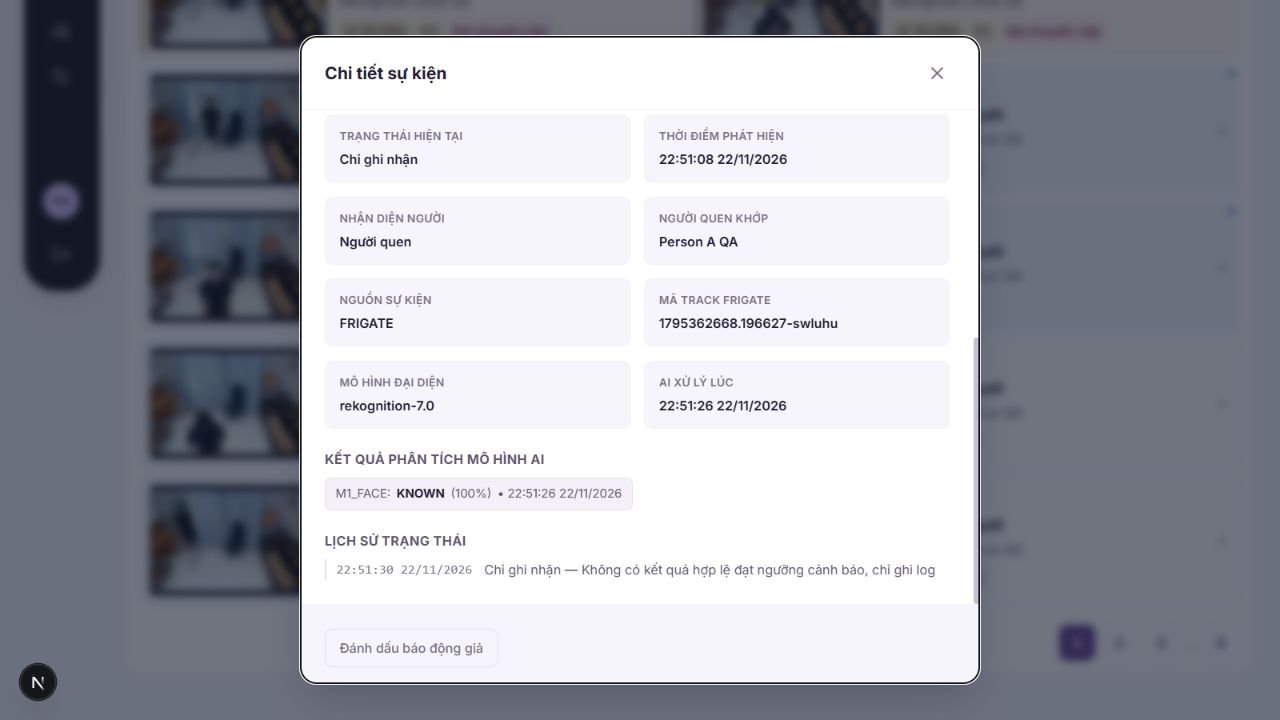 Chi tiết sự kiện
TRẠNG THÁI HIỆN TẠI
Chỉ ghi nhận
THỜI ĐIỂM PHÁT HIỆN
22:51:08 22/11/2026
NHẬN DIỆN NGƯỜI
Người quen
NGƯỜI QUEN KHỚP
Person A QA
NGUỒN SỰ KIỆN
FRIGATE
MÃ TRACK FRIGATE
1795362668.196627-swluhu
MÔ HÌNH ĐẠI DIỆN
rekognition-7.0
AI XỬ LÝ LÚC
22:51:26 22/11/2026
KẾT QUẢ PHÂN TÍCH MÔ HÌNH AI
M1_FACE: KNOWN (100%) • 22:51:26 22/11/2026
LỊCH SỬ TRẠNG THÁI
22:51:30 22/11/2026 Chỉ ghi nhận — Không có kết quả hợp lệ đạt ngưỡng cảnh báo, chỉ ghi log
Đánh dấu báo động giả
N